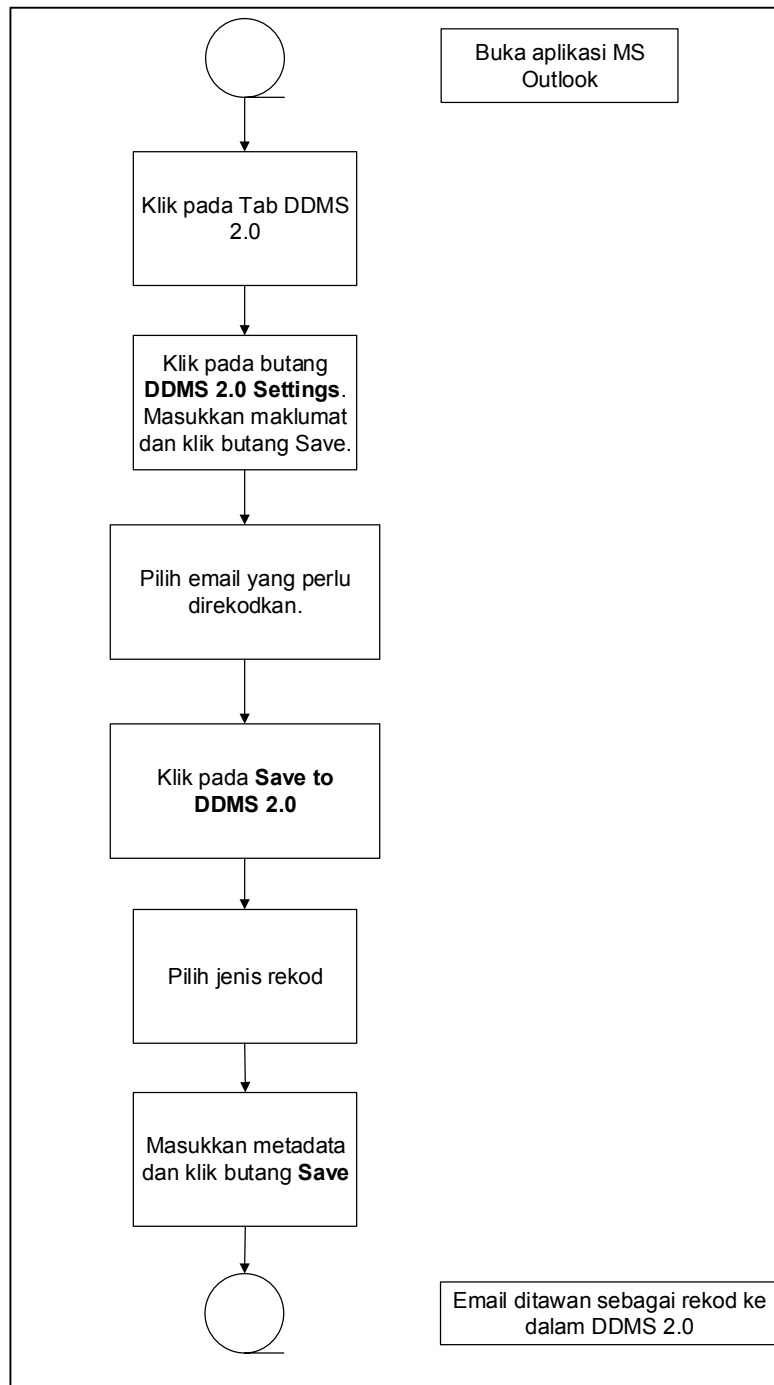 Buka aplikasi MS
Outlook
Klik pada Tab DDMS
2.0
Klik pada butang
DDMS 2.0 Settings.
Masukkan maklumat
dan klik butang Save.
Pilih email yang perlu
direkodkan.
Klik pada Save to
DDMS 2.0
Pilih jenis rekod
Masukkan metadata
dan klik butang Save
Email ditawan sebagai rekod ke
dalam DDMS 2.0